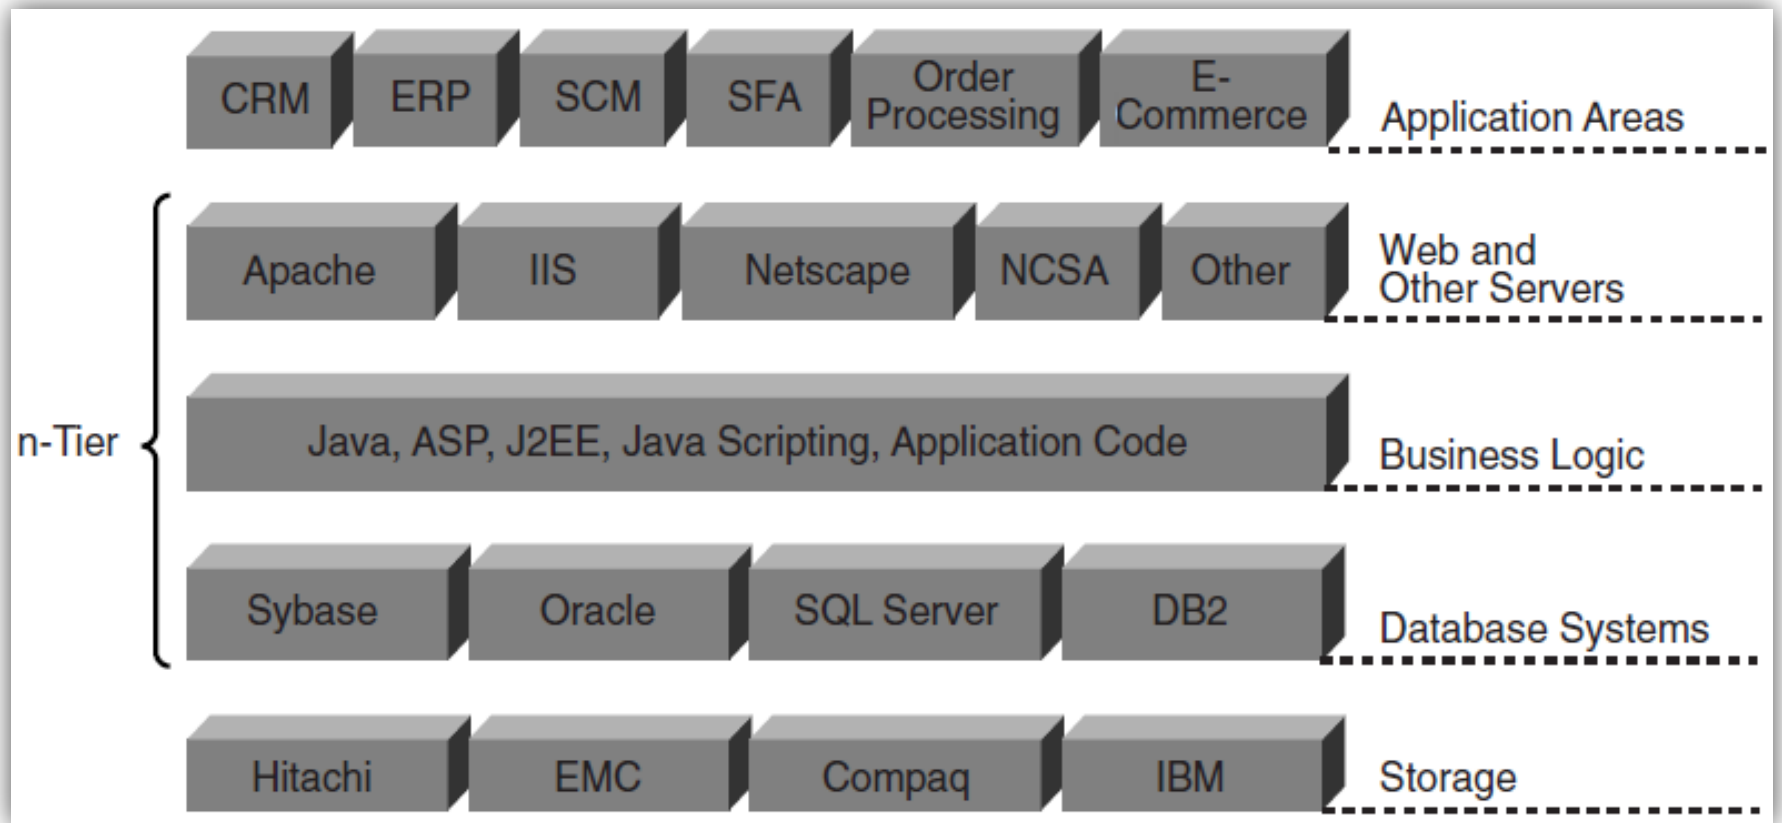 CRM
ERP
SCM
SFA
Order
Processing
E-
Commerce
Application Areas
Apache
IIS
Netscape
NCSA
Other
Web and
Other Servers
n-Tier
Java, ASP, J2EE, Java Scripting, Application Code
Business Logic
Sybase
Oracle
SQL Server
DB2
Database Systems
Hitachi
EMC
Compaq
IBM
Storage